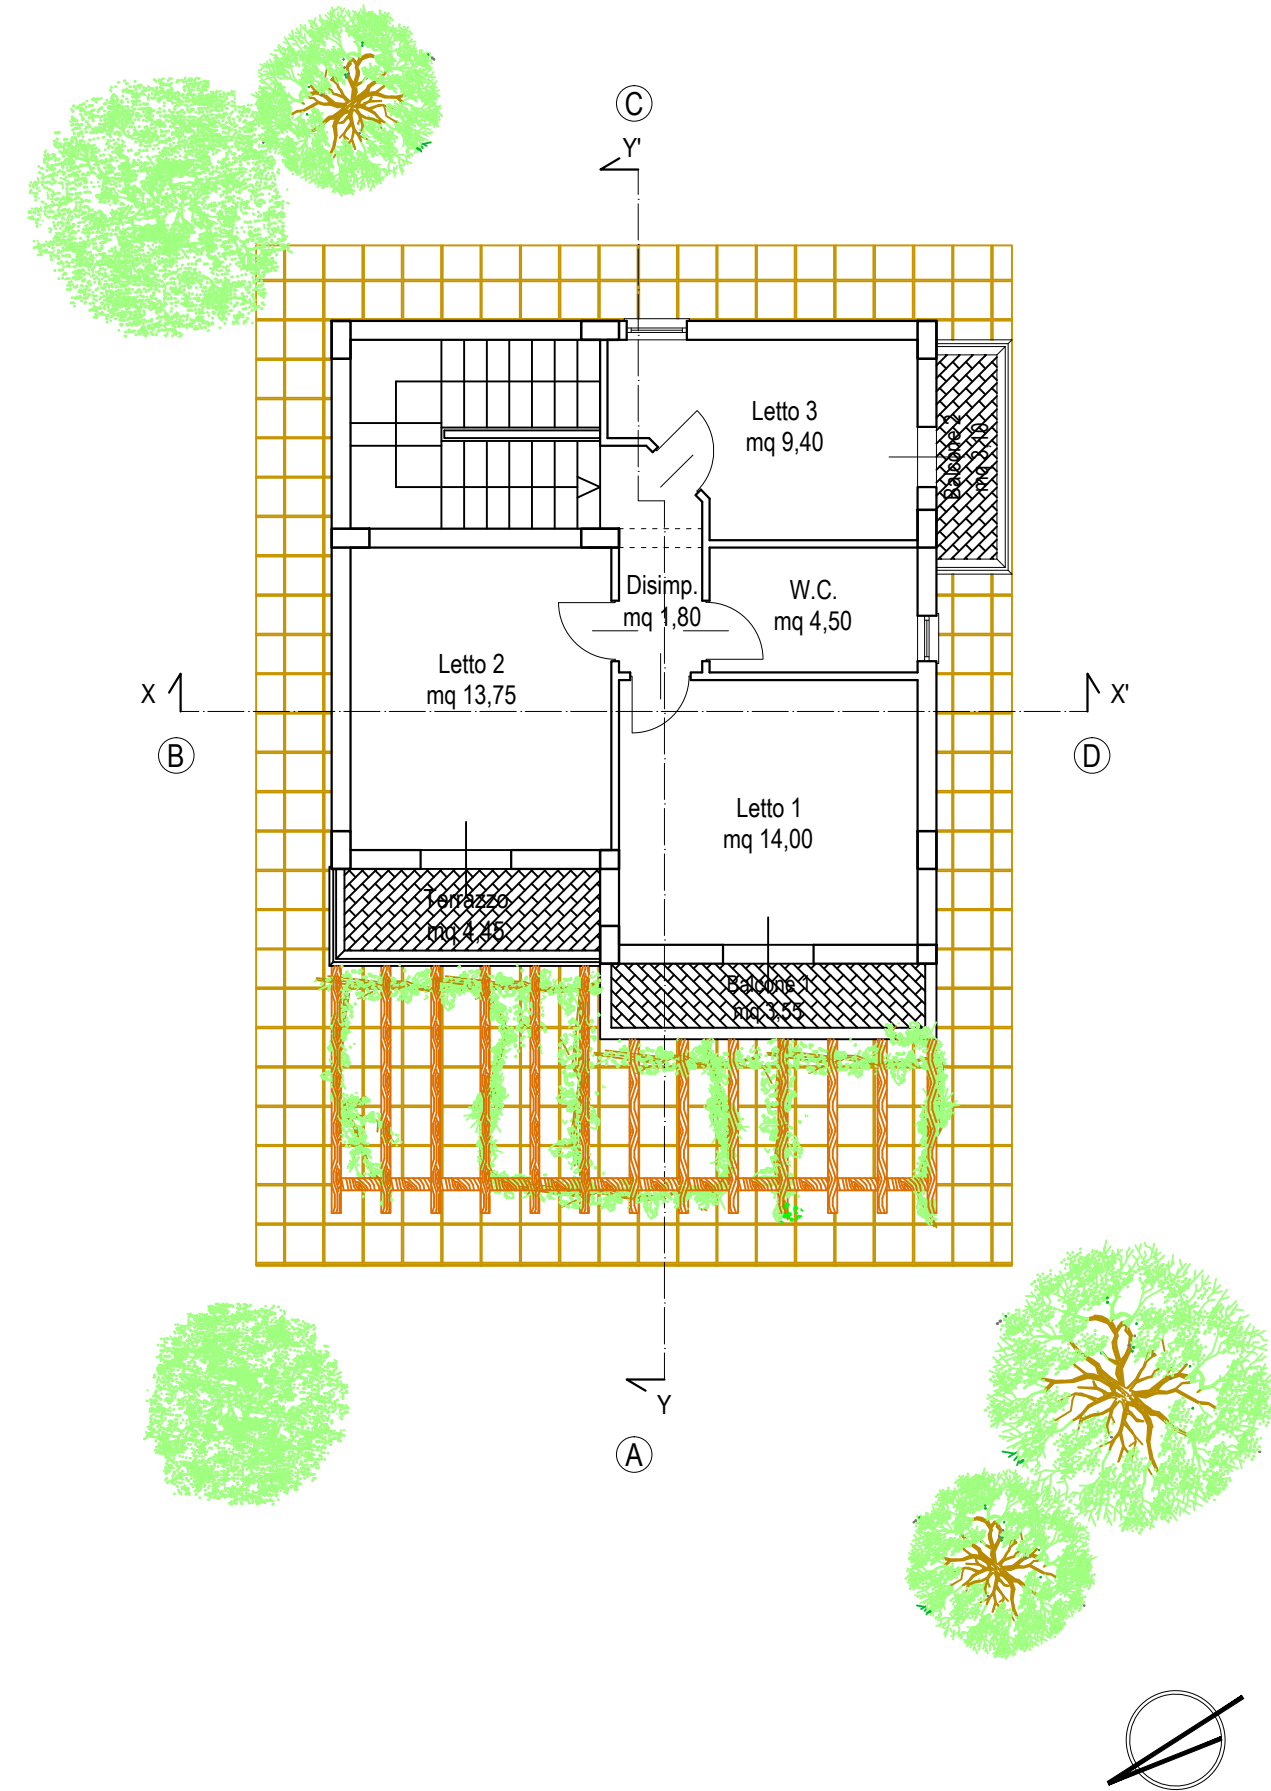 C
Y'
Letto 3
mq 9,40
Balcone 2
mq 3,10
Disimp.
mq 1,80
W.C.
mq 4,50
Letto 2
mq 13,75
X
X'
B
D
Letto 1
mq 14,00
Terrazzo
mq 4,45
Balcone 1
mq 3,55
Y
A